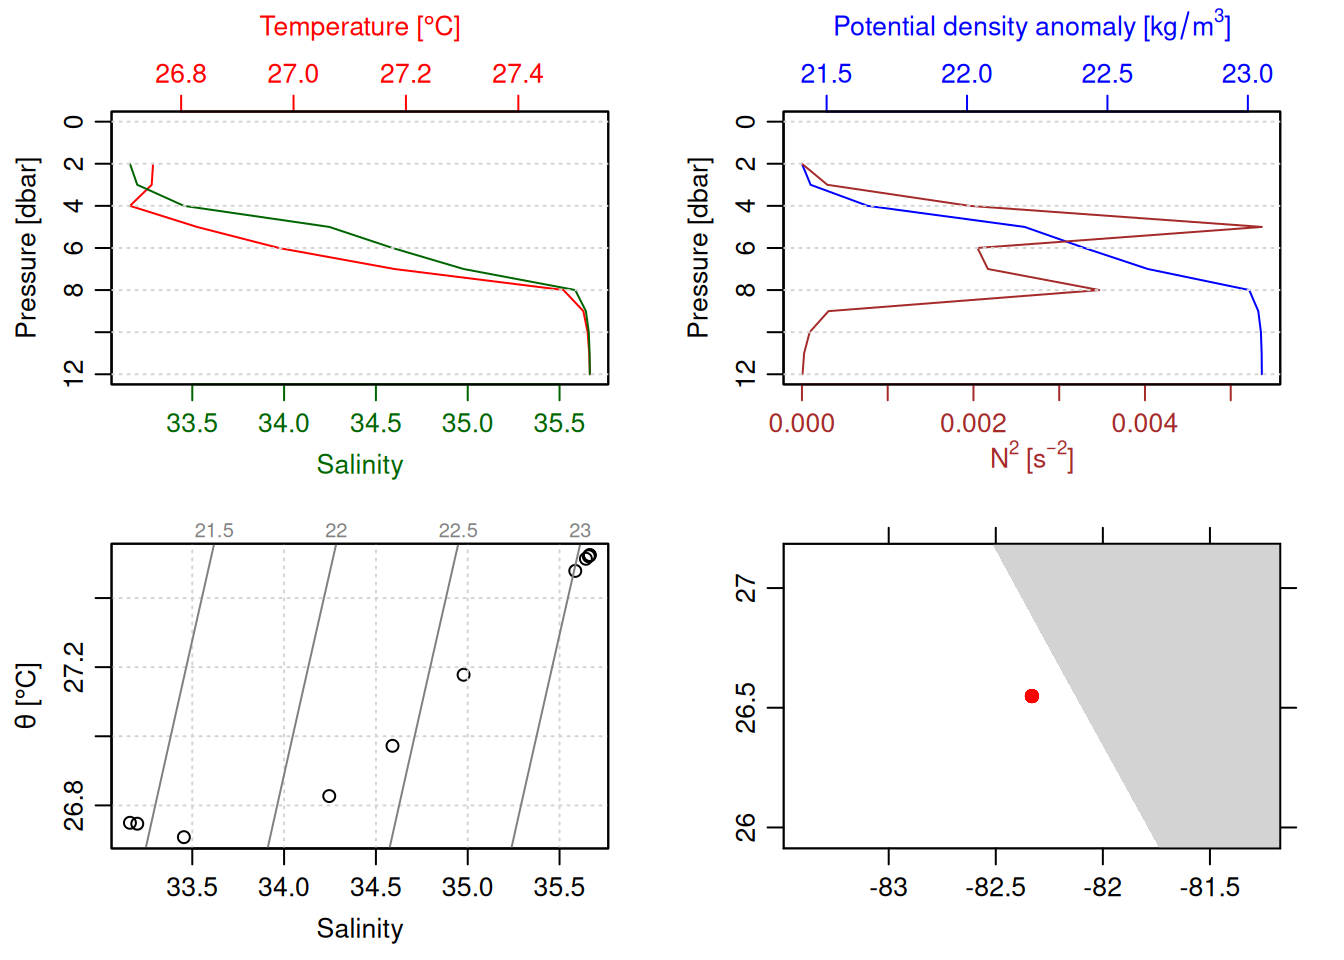 Temperature [°C]
26.8 27.0 27.2 27.4
Pressure [dbar]
0
2
4
6
8
12
33.5 34.0 34.5 35.0 35.5
Salinity
Potential density anomaly [kg/m³]
21.5 22.0 22.5 23.0
Pressure [dbar]
0
2
4
6
8
12
0.000 0.002 0.004
N² [s⁻²]
21.5 22 22.5 23
θ [°C]
27.2
26.8
33.5 34.0 34.5 35.0 35.5
Salinity
27
26.5
26
-83 -82.5 -82 -81.5